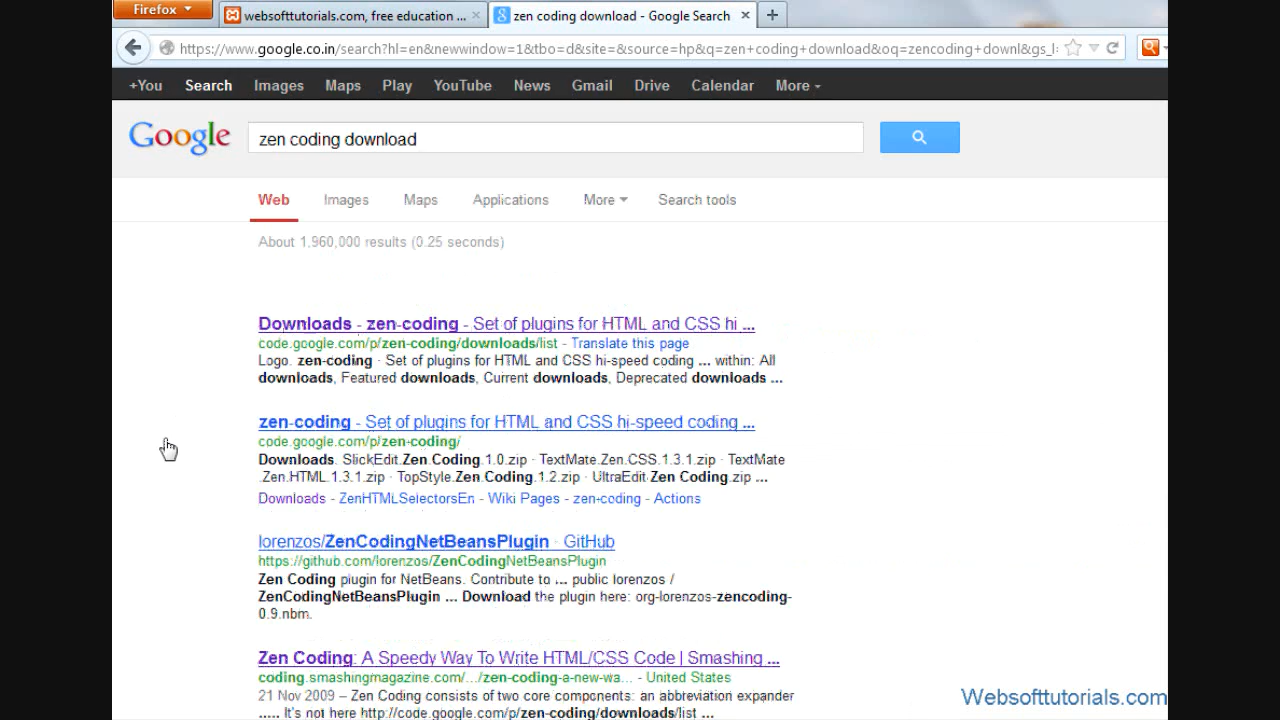 Firefox
websofttutorials.com, free education ...
zen coding download - Google Search
https://www.google.co.in/search?hl=en&newwindow=1&tbo=d&site=&source=hp&q=zen+coding+download&oq=zencoding+downl&gs_l
+You Search Images Maps Play YouTube News Gmail Drive Calendar More
Google
zen coding download
Web Images Maps Applications More Search tools
About 1,960,000 results (0.25 seconds)
Downloads - zen-coding - Set of plugins for HTML and CSS hi ...
code.google.com/p/zen-coding/downloads/list - Translate this page
Logo. zen-coding · Set of plugins for HTML and CSS hi-speed coding ... within: All
downloads, Featured downloads, Current downloads, Deprecated downloads ...
zen-coding - Set of plugins for HTML and CSS hi-speed coding ...
code.google.com/p/zen-coding/
Downloads. SlickEdit.Zen Coding.1.0.zip · TextMate.Zen.CSS.1.3.1.zip · TextMate
.Zen.HTML.1.3.1.zip · TopStyle.Zen Coding.1.2.zip · UltraEdit.Zen Coding.zip ...
Downloads - ZenHTMLSelectorsEn - Wiki Pages - zen-coding - Actions
lorenzos/ZenCodingNetBeansPlugin · GitHub
https://github.com/lorenzos/ZenCodingNetBeansPlugin
Zen Coding plugin for NetBeans. Contribute to ... public lorenzos /
ZenCodingNetBeansPlugin ... Download the plugin here: org-lorenzos-zencoding-
0.9.nbm.
Zen Coding: A Speedy Way To Write HTML/CSS Code | Smashing ...
coding.smashingmagazine.com/.../zen-coding-a-new-wa... - United States
21 Nov 2009 – Zen Coding consists of two core components: an abbreviation expander
..... It's not here http://code.google.com/p/zen-coding/downloads/list ...
Websofttutorials.com